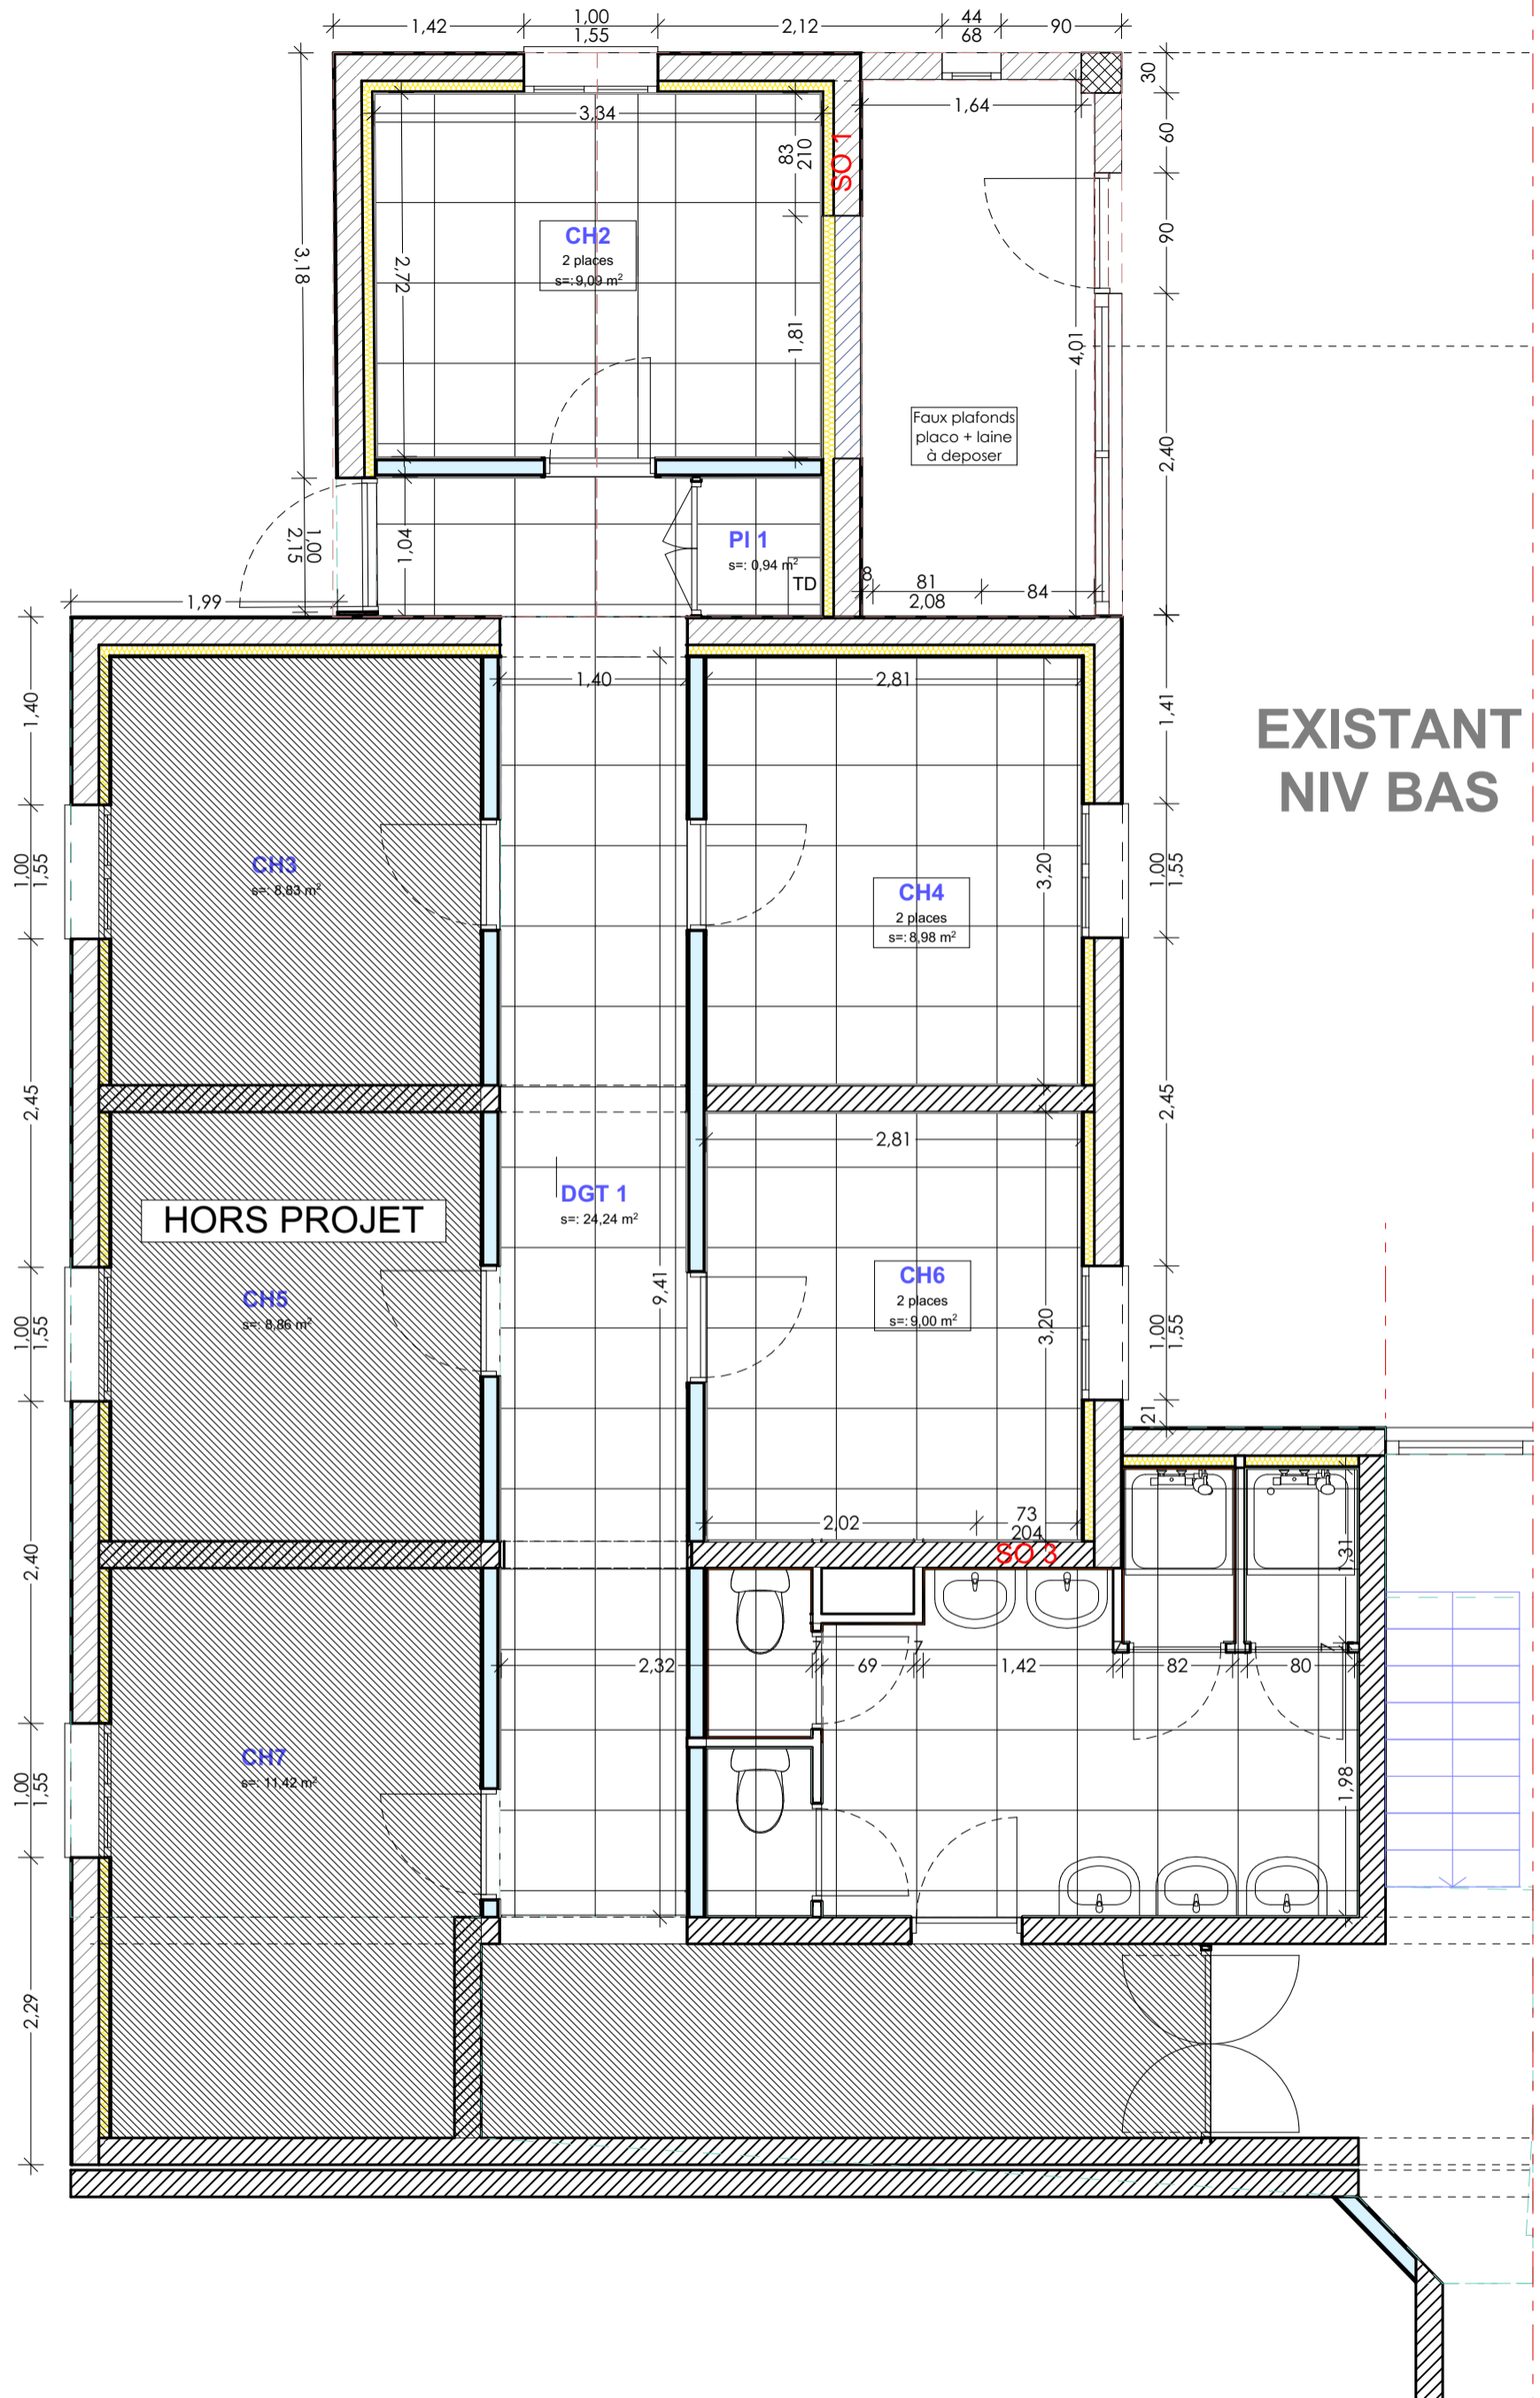 1,42
1,00
1,55
2,12
44
68
90
30
3,34
1,64
60
83
210
SO 1
CH2
2 places
s=:9,09 m²
90
3,18
2,72
1,81
4,01
Faux plafonds
placo + laine
à deposer
2,40
1,00
2,15
1,04
PI 1
s=: 0,94 m²
TD
8
81
2,08
84
1,99
1,40
2,81
1,40
1,41
EXISTANT
NIV BAS
CH3
s=: 8,83 m²
1,00
1,55
3,20
CH4
2 places
s=:8,98 m²
1,00
1,55
2,45
2,45
2,81
HORS PROJET
DGT 1
s=: 24,24 m²
9,41
CH6
2 places
s=:9,00 m²
3,20
CH5
s=: 8,86 m²
1,00
1,55
1,00
1,55
21
2,02
73
204
SO 3
,31
2,40
2,32
7
69
7
1,42
82
80
7
CH7
s=: 11,42 m²
1,00
1,55
1,98
2,29